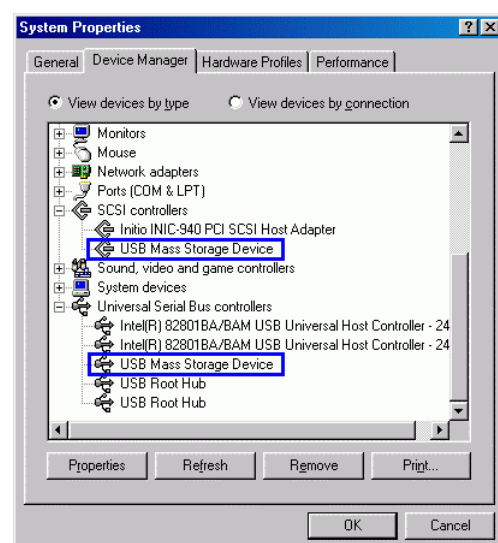 System Properties
General Device Manager Hardware Profiles Performance
View devices by type View devices by connection
Monitors
Mouse
Network adapters
Ports (COM & LPT)
SCSI controllers
Initio INIC-940 PCI SCSI Host Adapter
USB Mass Storage Device
Sound, video and game controllers
System devices
Universal Serial Bus controllers
Intel(R) 82801BA/BAM USB Universal Host Controller - 24
Intel(R) 82801BA/BAM USB Universal Host Controller - 24
USB Mass Storage Device
USB Root Hub
USB Root Hub
Properties Refresh Remove Print...
OK Cancel